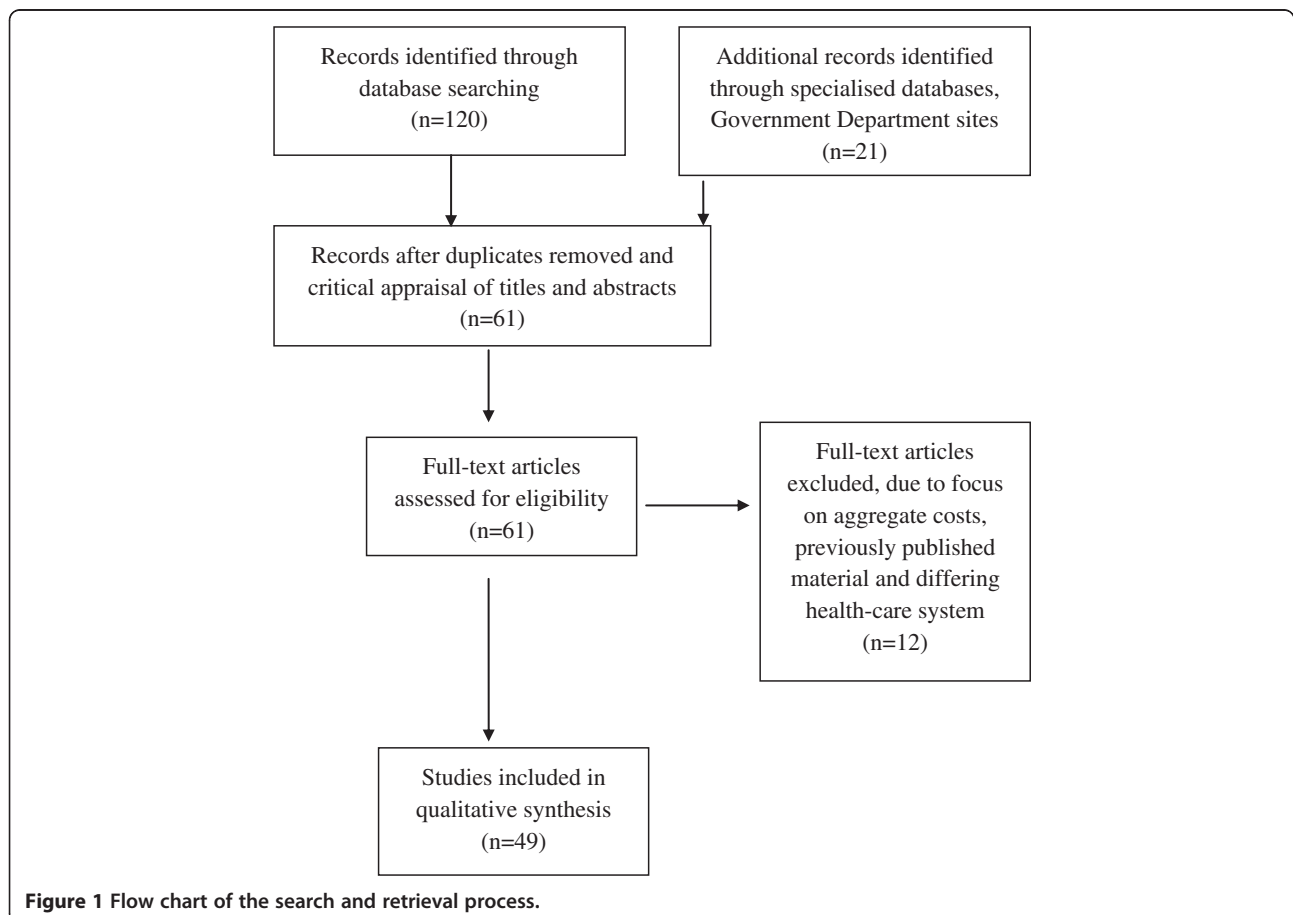 Records identified through
database searching
(n=120)
Additional records identified
through specialised databases,
Government Department sites
(n=21)
Records after duplicates removed and
critical appraisal of titles and abstracts
(n=61)
Full-text articles
assessed for eligibility
(n=61)
Full-text articles
excluded, due to focus
on aggregate costs,
previously published
material and differing
health-care system
(n=12)
Studies included in
qualitative synthesis
(n=49)
Figure 1 Flow chart of the search and retrieval process.